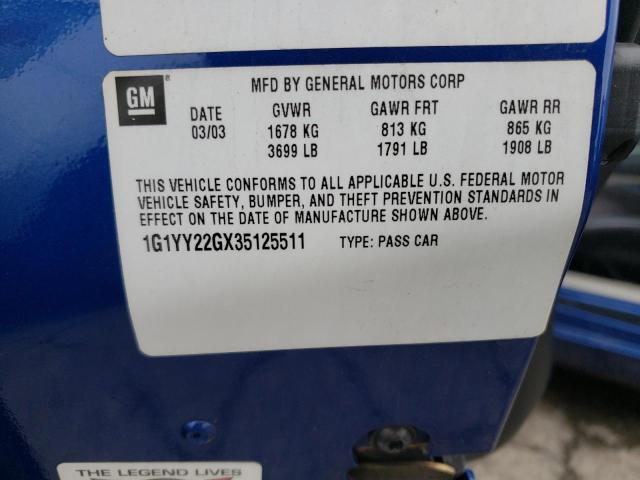 GM
MFD BY GENERAL MOTORS CORP
DATE GVWR GAWR FRT GAWR RR
03/03 1678 KG 813 KG 865 KG
3699 LB 1791 LB 1908 LB
THIS VEHICLE CONFORMS TO ALL APPLICABLE U.S. FEDERAL MOTOR
VEHICLE SAFETY, BUMPER, AND THEFT PREVENTION STANDARDS IN
EFFECT ON THE DATE OF MANUFACTURE SHOWN ABOVE.
1G1YY22GX35125511 TYPE: PASS CAR
THE LEGEND LIVES